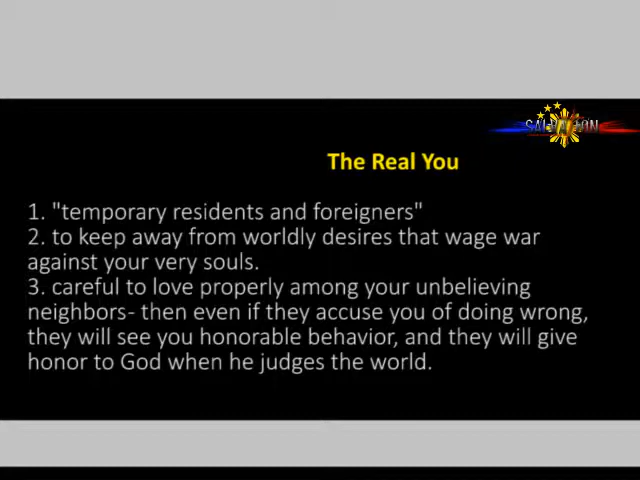 SALVATION
The Real You
1. "temporary residents and foreigners"
2. to keep away from worldly desires that wage war
against your very souls.
3. careful to love properly among your unbelieving
neighbors- then even if they accuse you of doing wrong,
they will see you honorable behavior, and they will give
honor to God when he judges the world.